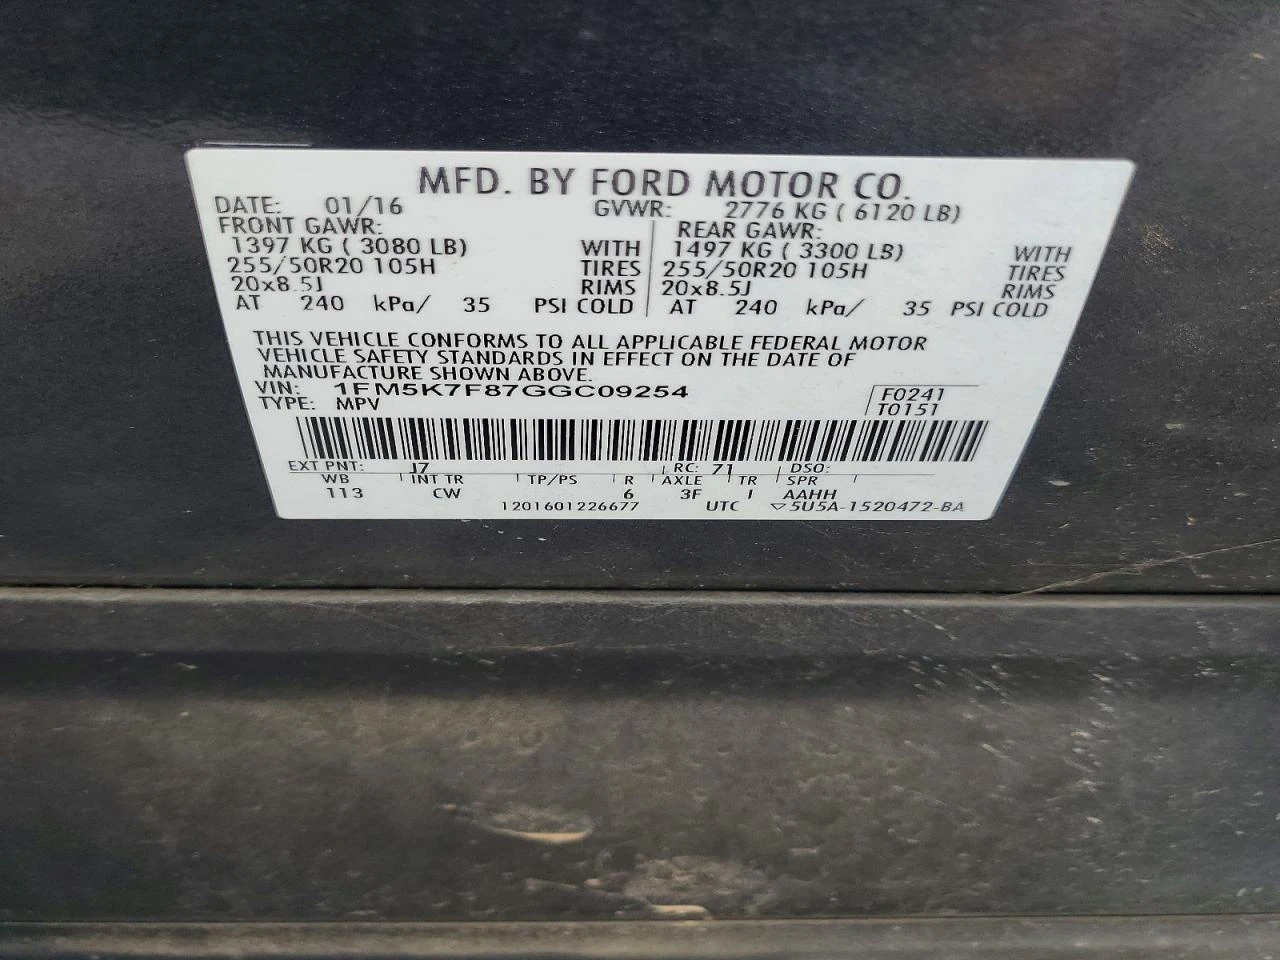 MFD. BY FORD MOTOR CO.
DATE: 01/16 GVWR: 2776 KG ( 6120 LB)
FRONT GAWR: REAR GAWR:
1397 KG ( 3080 LB) WITH 1497 KG ( 3300 LB) WITH
255/50R20 105H TIRES 255/50R20 105H TIRES
20x8.5J RIMS 20x8.5J RIMS
AT 240 kPa/ 35 PSI COLD AT 240 kPa/ 35 PSI COLD
THIS VEHICLE CONFORMS TO ALL APPLICABLE FEDERAL MOTOR
VEHICLE SAFETY STANDARDS IN EFFECT ON THE DATE OF
MANUFACTURE SHOWN ABOVE.
VIN: 1FM5K7F87GGC09254 F0241
TYPE: MPV T0151
EXT PNT: J7 RC: 71 DSO:
WB INT TR TP/PS R AXLE TR SPR
113 CW 6 3F I AAHH
1201601226677 UTC ▽5U5A-1520472-BA